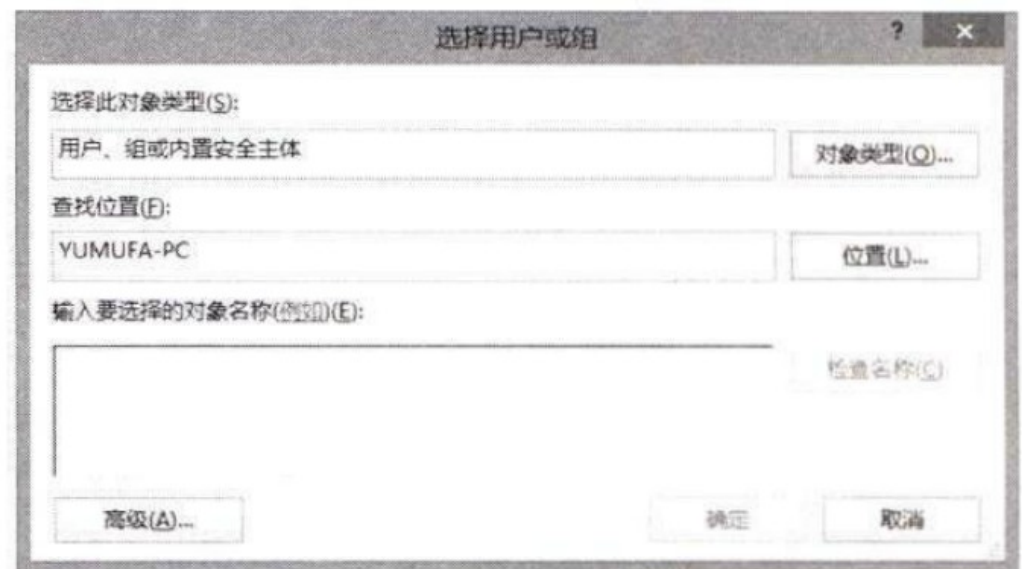 选择用户或组
? ×
选择此对象类型(S):
用户、组或内置安全主体
对象类型(O)...
查找位置(F):
YUMUFA-PC
位置(L)...
输入要选择的对象名称(例如)(E):
检查名称(C)
高级(A)...
确定
取消